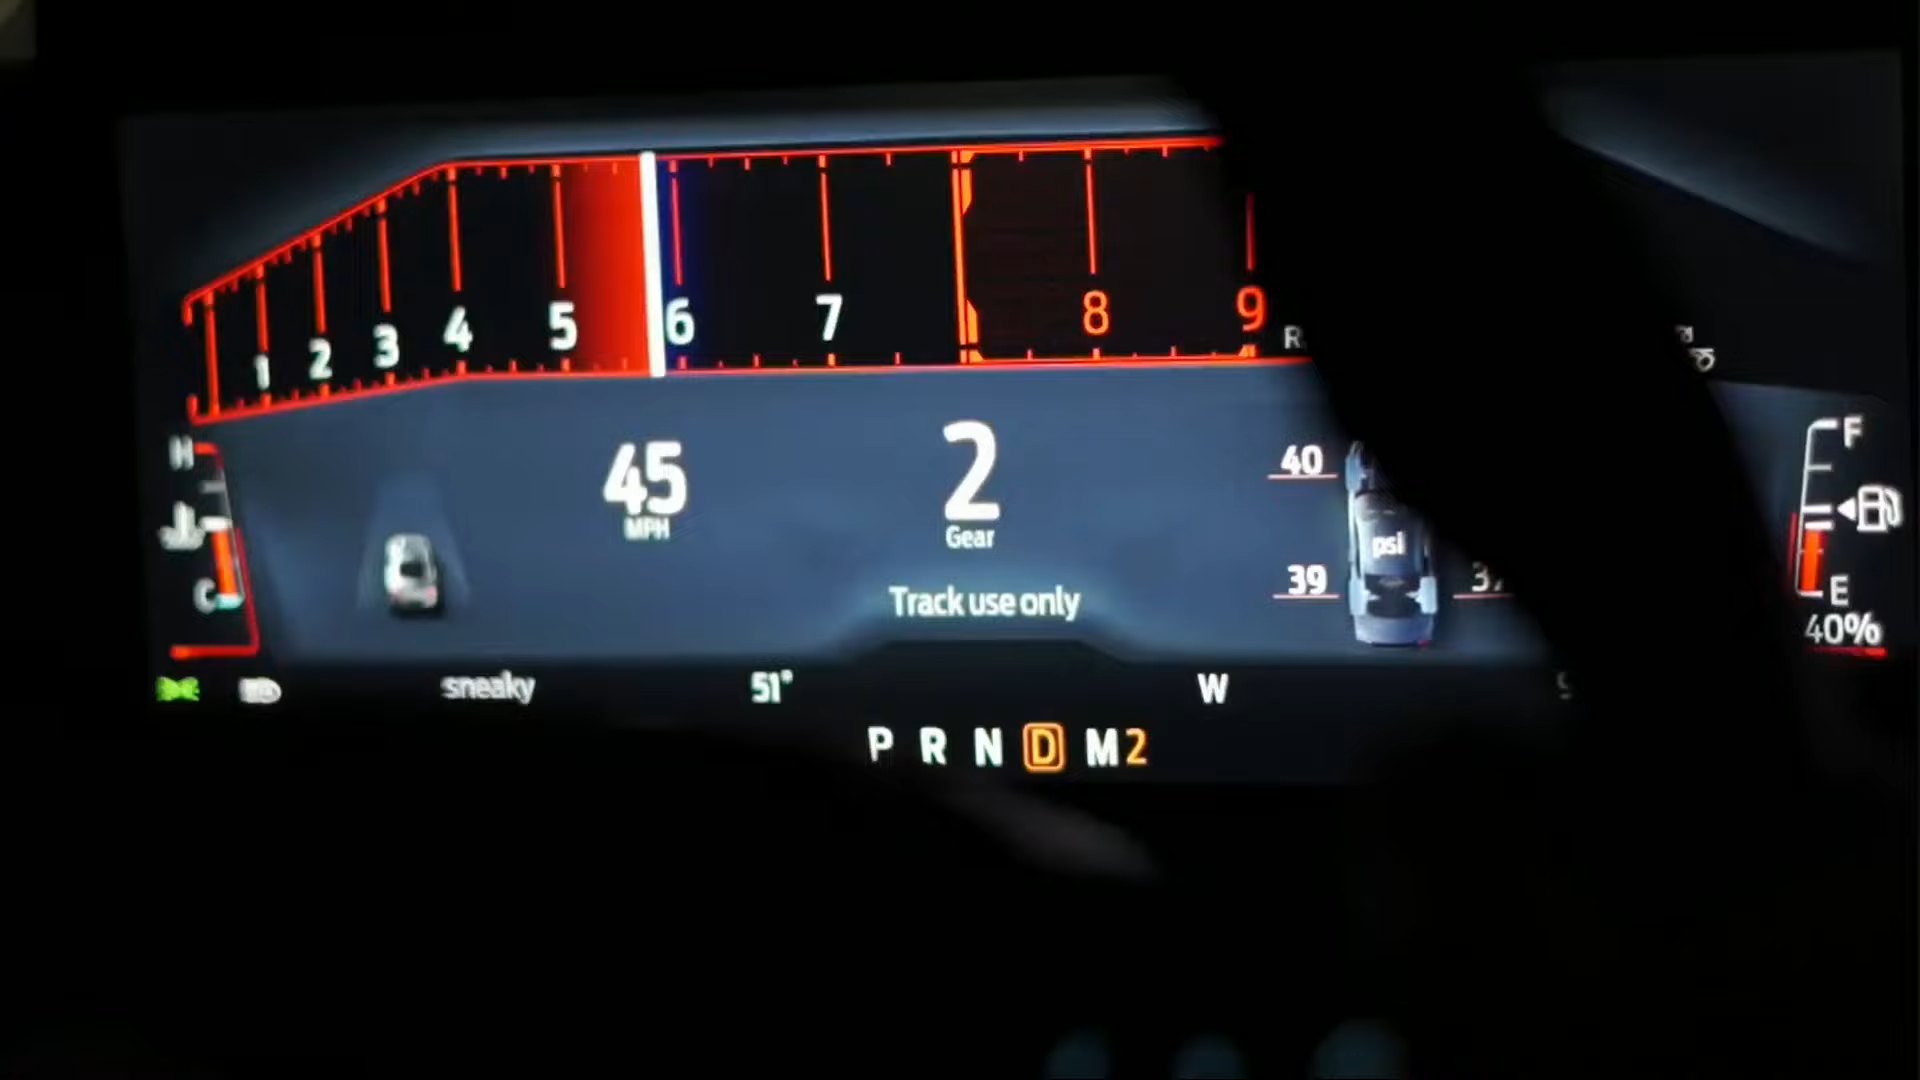 1 2 3 4 5 6 7 8 9
H
C
45
MPH
2
Gear
Track use only
40
39
psi
F
E
40%
sneaky
51°
W
P R N D M2